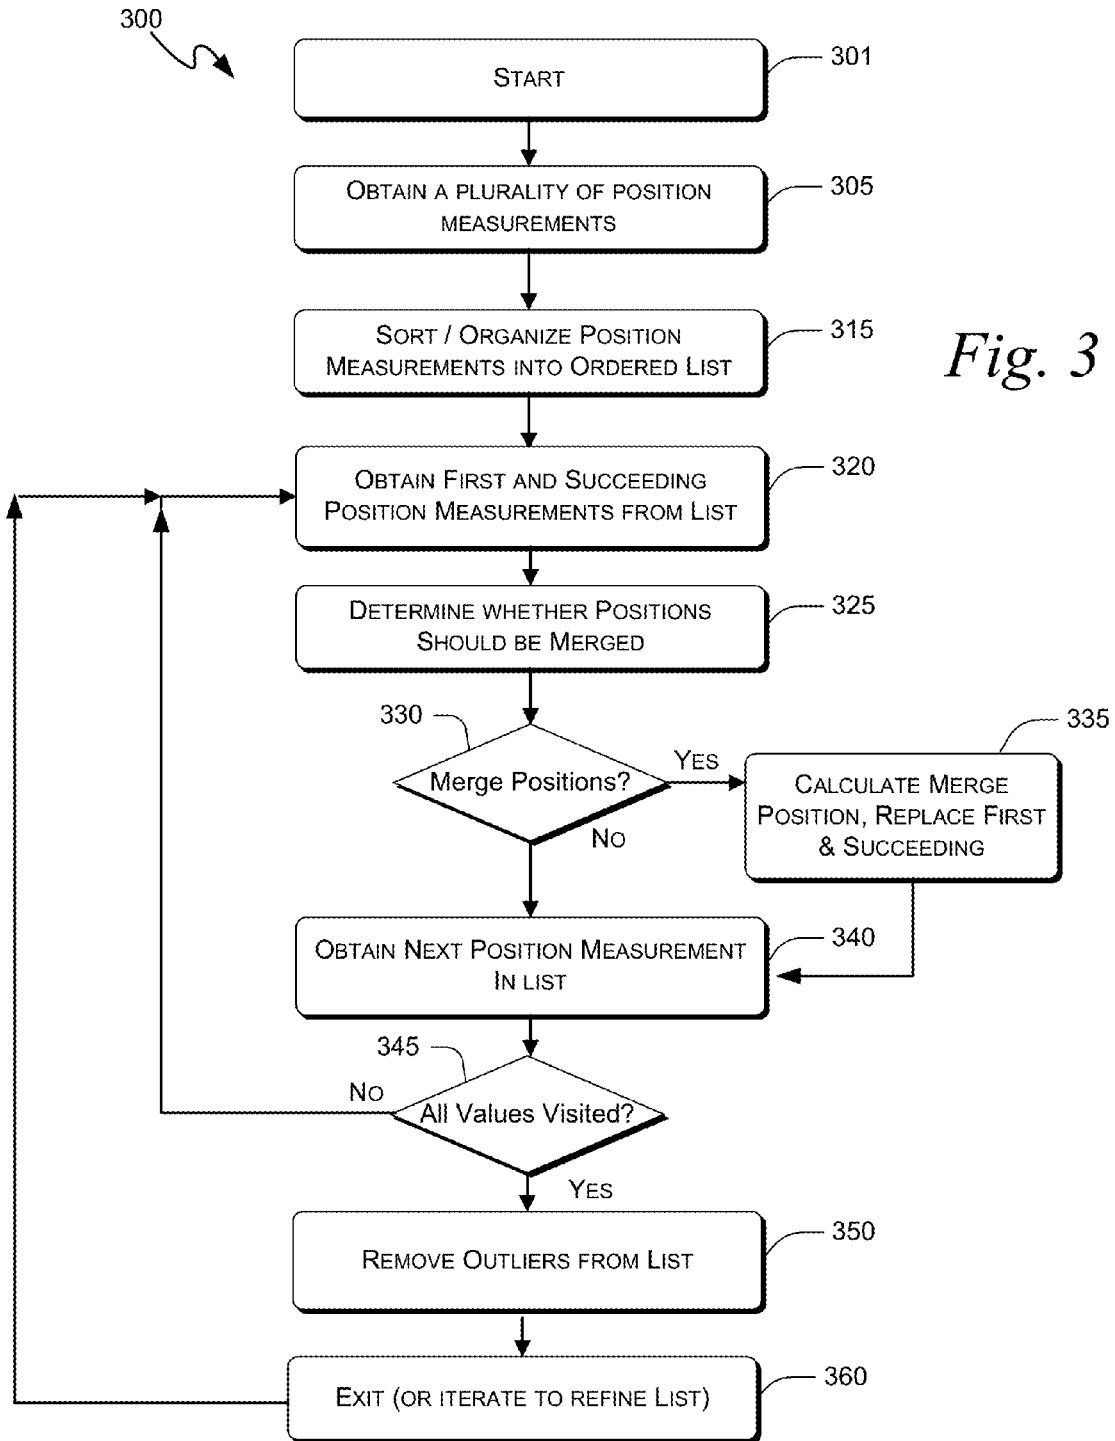 300
START
301
OBTAIN A PLURALITY OF POSITION
MEASUREMENTS
305
SORT / ORGANIZE POSITION
MEASUREMENTS INTO ORDERED LIST
315
Fig. 3
OBTAIN FIRST AND SUCCEEDING
POSITION MEASUREMENTS FROM LIST
320
DETERMINE WHETHER POSITIONS
SHOULD BE MERGED
325
330
Merge Positions?
YES
NO
335
CALCULATE MERGE
POSITION, REPLACE FIRST
& SUCCEEDING
OBTAIN NEXT POSITION MEASUREMENT
IN LIST
340
345
All Values Visited?
NO
YES
REMOVE OUTLIERS FROM LIST
350
EXIT (OR ITERATE TO REFINE LIST)
360